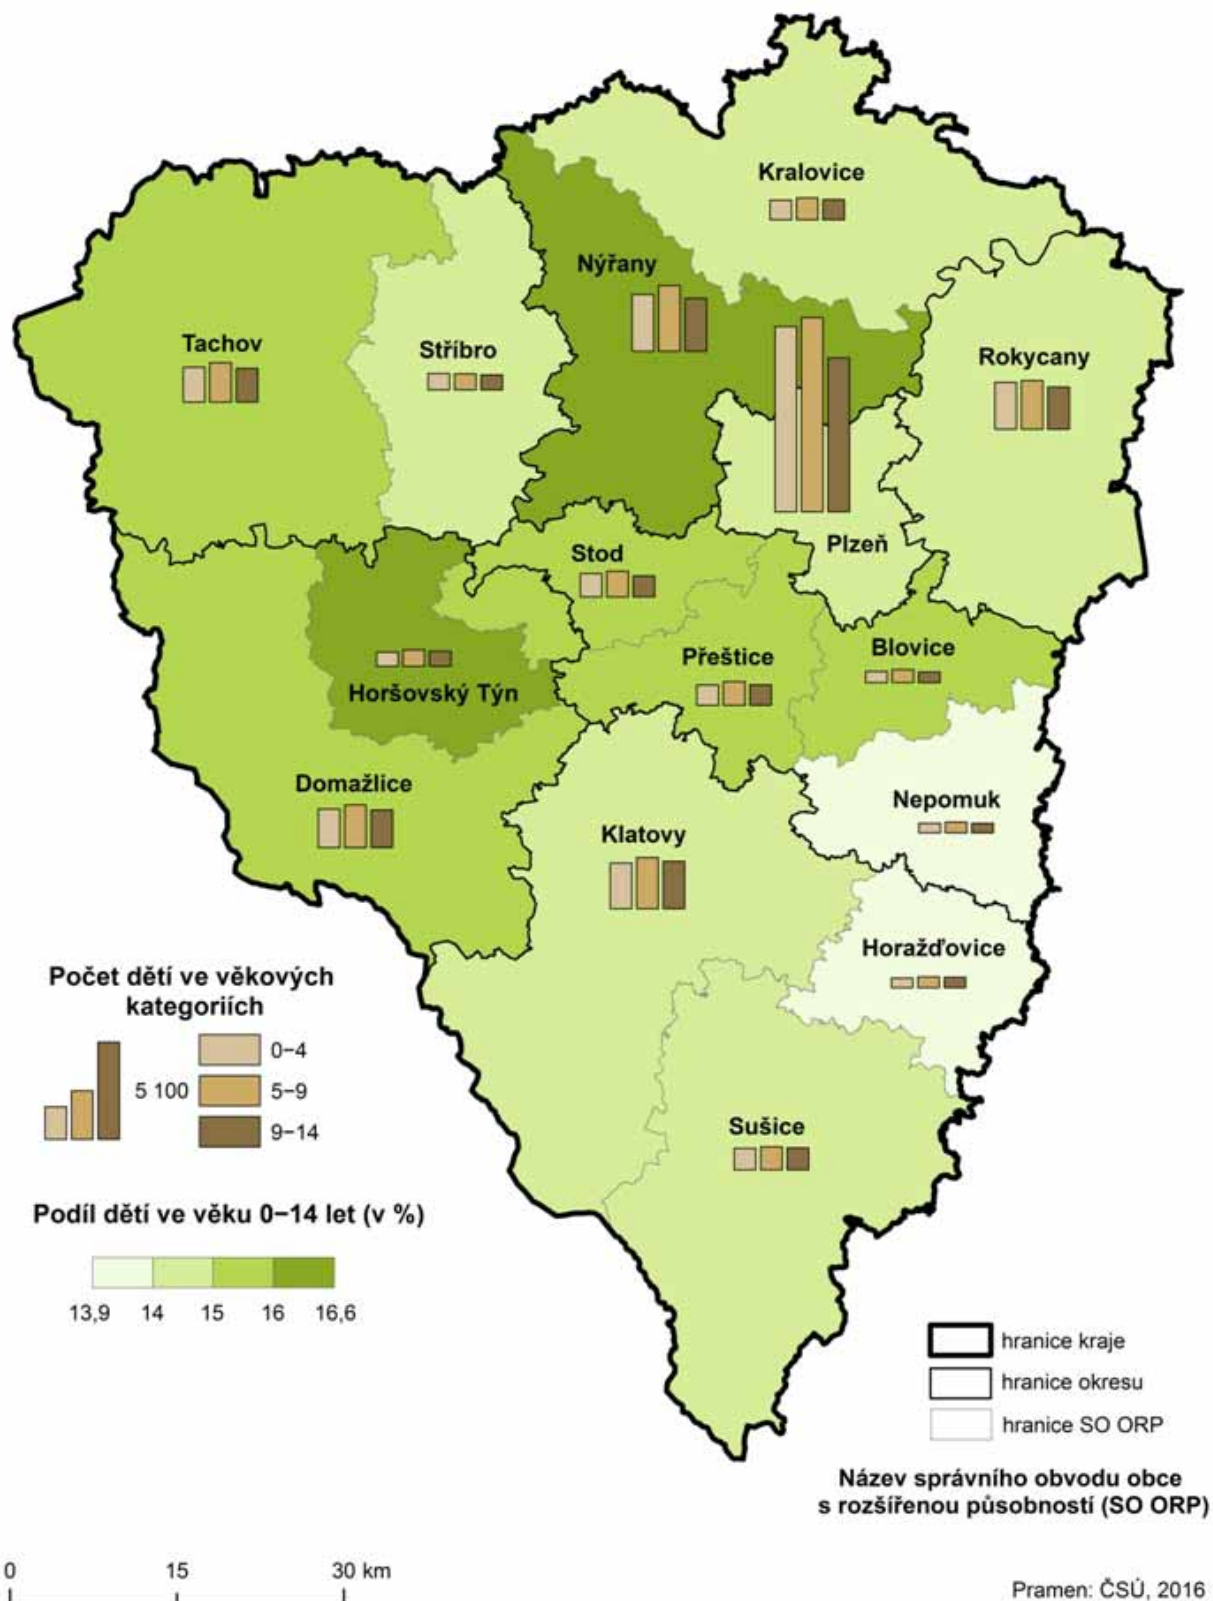 Kralovice
Nýřany
Tachov
Stříbro
Rokycany
Stod
Plzeň
Blovice
Přeštice
Horšovský Týn
Domažlice
Nepomuk
Klatovy
Horažďovice
Sušice
Počet dětí ve věkových
kategoriích
5 100
0–4
5–9
9–14
Podíl dětí ve věku 0–14 let (v %)
13,9 14 15 16 16,6
hranice kraje
hranice okresu
hranice SO ORP
Název správního obvodu obce
s rozšířenou působností (SO ORP)
0 15 30 km
Pramen: ČSÚ, 2016